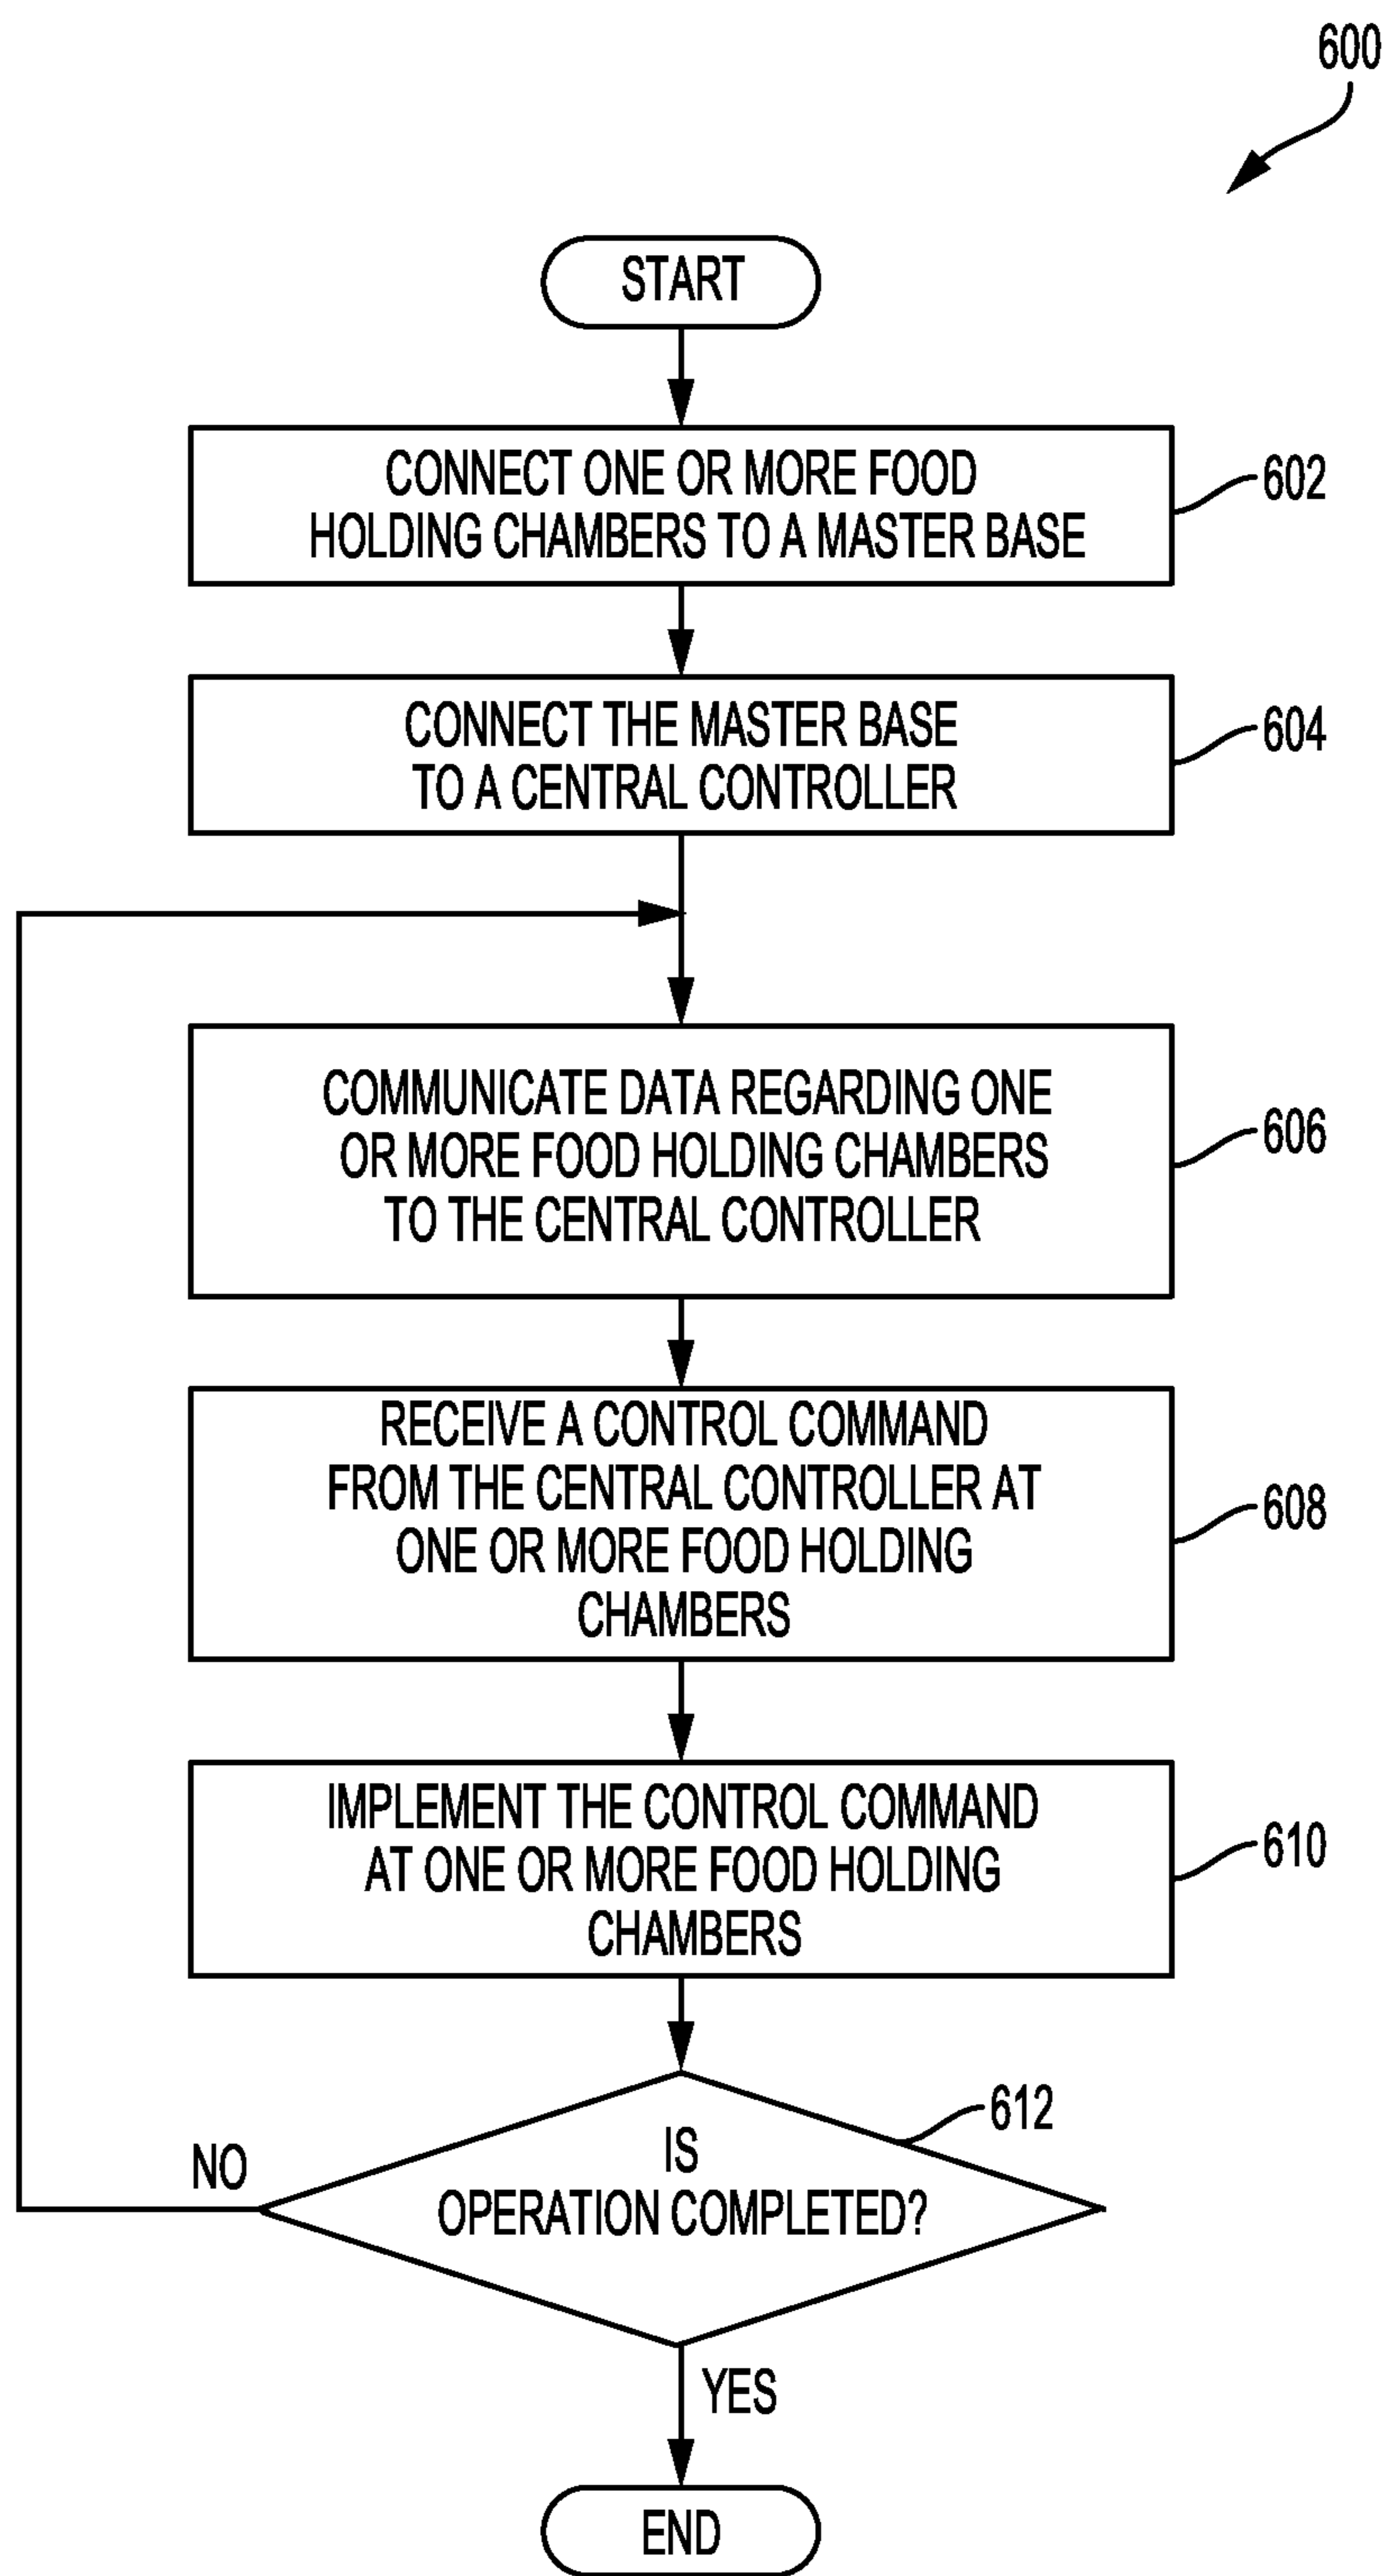 600
START
CONNECT ONE OR MORE FOOD
HOLDING CHAMBERS TO A MASTER BASE
602
CONNECT THE MASTER BASE
TO A CENTRAL CONTROLLER
604
COMMUNICATE DATA REGARDING ONE
OR MORE FOOD HOLDING CHAMBERS
TO THE CENTRAL CONTROLLER
606
RECEIVE A CONTROL COMMAND
FROM THE CENTRAL CONTROLLER AT
ONE OR MORE FOOD HOLDING
CHAMBERS
608
IMPLEMENT THE CONTROL COMMAND
AT ONE OR MORE FOOD HOLDING
CHAMBERS
610
IS
OPERATION COMPLETED?
612
NO
YES
END